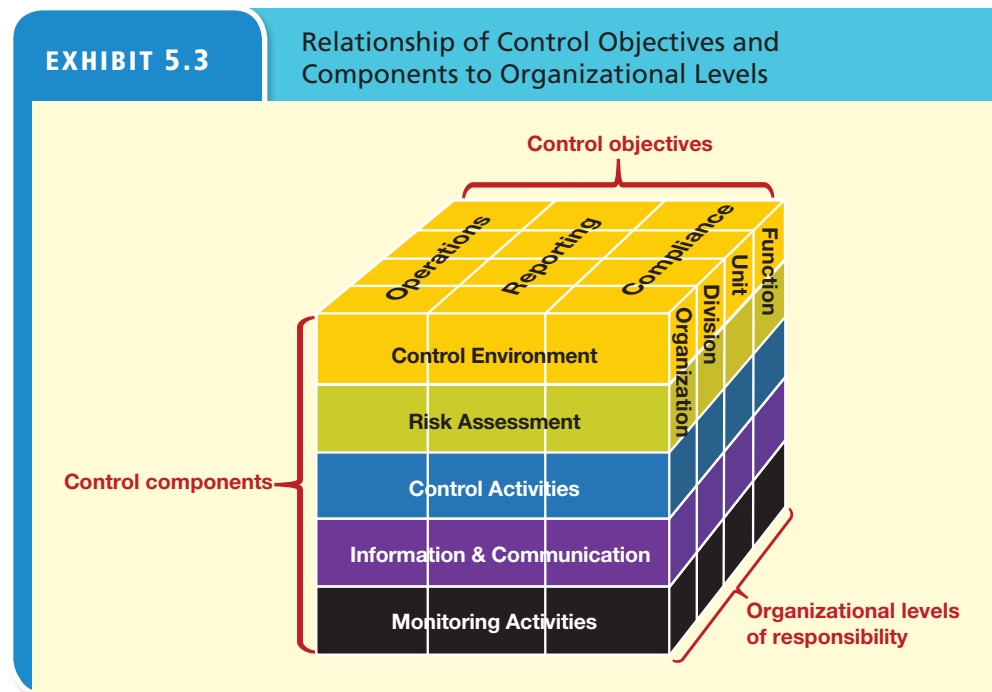 EXHIBIT 5.3
Relationship of Control Objectives and
Components to Organizational Levels
Control objectives
Operations
Reporting
Compliance
Function
Unit
Division
Organization
Control Environment
Risk Assessment
Control Activities
Information & Communication
Monitoring Activities
Control components
Organizational levels
of responsibility